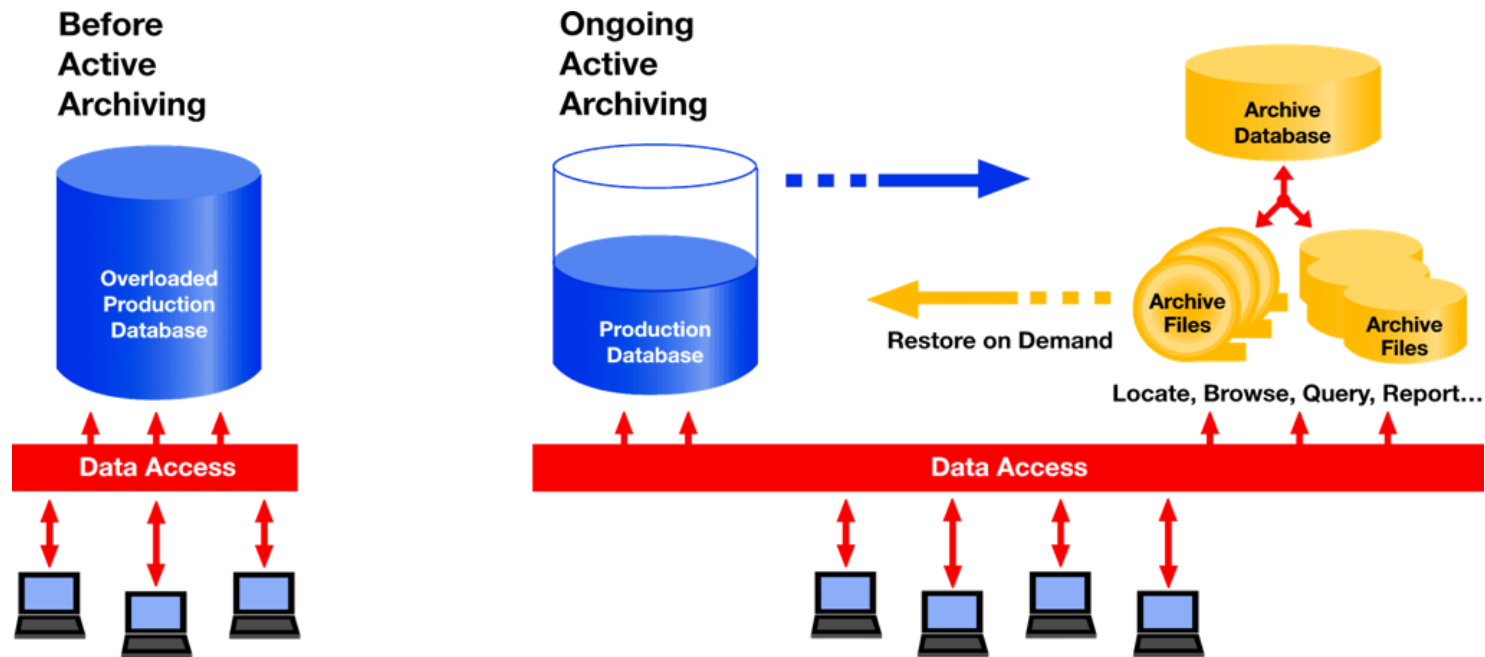 Before
Active
Archiving
Overloaded
Production
Database
Data Access
Ongoing
Active
Archiving
Production
Database
Restore on Demand
Archive
Database
Archive
Files
Archive
Files
Locate, Browse, Query, Report...
Data Access